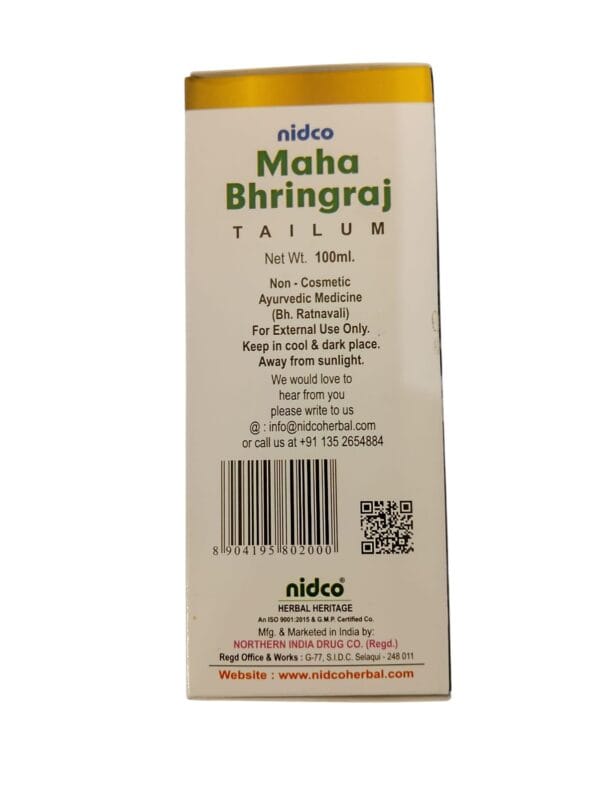 nidco
Maha
Bhringraj
TAILUM
Net Wt. 100ml.
Non - Cosmetic
Ayurvedic Medicine
(Bh. Ratnavali)
For External Use Only.
Keep in cool & dark place.
Away from sunlight.
We would love to
hear from you
please write to us
@ : info@nidcoherbal.com
or call us at +91 135 2654884
8 904195 802000
nidco®
HERBAL HERITAGE
An ISO 9001:2015 & G.M.P. Certified Co.
Mfg. & Marketed in India by:
NORTHERN INDIA DRUG CO. (Regd.)
Regd Office & Works : G-77, S.I.D.C. Selaqui - 248 011
Website : www.nidcoherbal.com